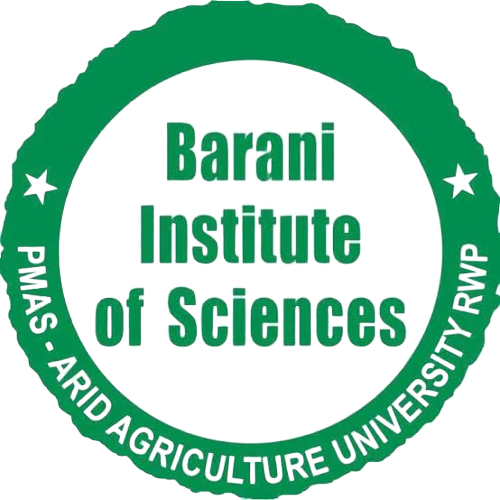 Barani
Institute
of Sciences
PMAS - ARID AGRICULTURE UNIVERSITY RWP